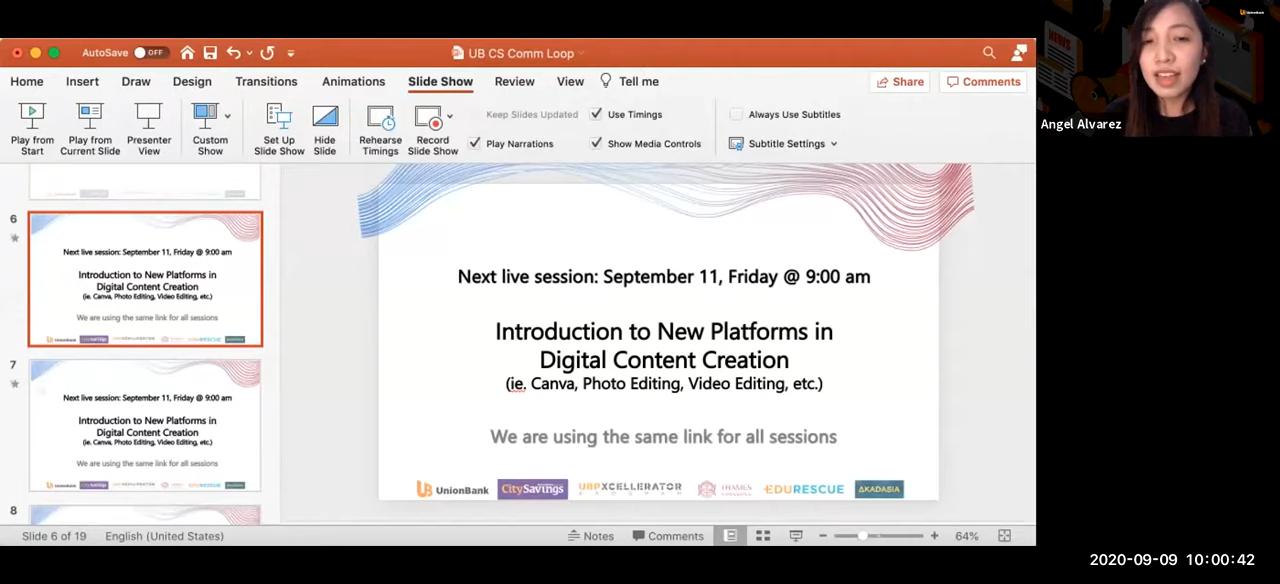 AutoSave OFF
UB CS Comm Loop
Home Insert Draw Design Transitions Animations Slide Show Review View Tell me
Share Comments
Play from Start
Play from Current Slide
Presenter View
Custom Show
Set Up Slide Show
Hide Slide
Rehearse Timings
Record Slide Show
Keep Slides Updated
Use Timings
Play Narrations
Show Media Controls
Always Use Subtitles
Subtitle Settings
6
Next live session: September 11, Friday @ 9:00 am
Introduction to New Platforms in
Digital Content Creation
(ie. Canva, Photo Editing, Video Editing, etc.)
We are using the same link for all sessions
7
Next live session: September 11, Friday @ 9:00 am
Introduction to New Platforms in
Digital Content Creation
(ie. Canva, Photo Editing, Video Editing, etc.)
We are using the same link for all sessions
8
Next live session: September 11, Friday @ 9:00 am
Introduction to New Platforms in
Digital Content Creation
(ie. Canva, Photo Editing, Video Editing, etc.)
We are using the same link for all sessions
UnionBank CitySavings UBPXCELLERATOR THAMES EDURESCUE
Slide 6 of 19 English (United States)
Notes Comments 64%
NEWS
UnionBank
Angel Alvarez
2020-09-09 10:00:42